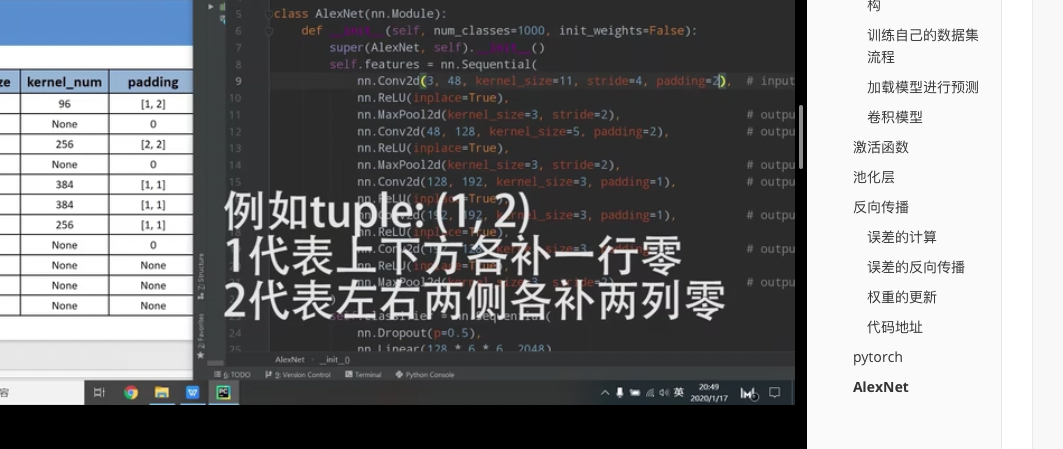 ze kernel_num padding
96 [1, 2]
None 0
256 [2, 2]
None 0
384 [1, 1]
384 [1, 1]
256 [1, 1]
None 0
None None
None None
None None
5 class AlexNet(nn.Module):
6 def __init__(self, num_classes=1000, init_weights=False):
7 super(AlexNet, self).__init__()
8 self.features = nn.Sequential(
9 nn.Conv2d(3, 48, kernel_size=11, stride=4, padding=2), # input
10 nn.ReLU(inplace=True),
11 nn.MaxPool2d(kernel_size=3, stride=2), # outpu
12 nn.Conv2d(48, 128, kernel_size=5, padding=2), # outpu
13 nn.ReLU(inplace=True),
14 nn.MaxPool2d(kernel_size=3, stride=2), # outpu
15 nn.Conv2d(128, 192, kernel_size=3, padding=1), # outpu
nn.ReLU(inplace=True),
nn.Conv2d(192, 192, kernel_size=3, padding=1), # outpu
nn.ReLU(inplace=True),
kernel_size=3, padding=1), # outpu
nn.ReLU(inplace=True),
nn.MaxPool2d(kernel_size=3, stride=2), # outpu
例如tuple: (1, 2)
1代表上下方各补一行零
2代表左右两侧各补两列零
self.classifier = nn.Sequential(
24 nn.Dropout(p=0.5),
25 nn.Linear(128 * 6 * 6, 2048)
AlexNet › __init__()
Z: Structure
2: Favorites
6: TODO 9: Version Control Terminal Python Console
容
英 20:49
2020/1/17
构
训练自己的数据集
流程
加载模型进行预测
卷积模型
激活函数
池化层
反向传播
误差的计算
误差的反向传播
权重的更新
代码地址
pytorch
AlexNet